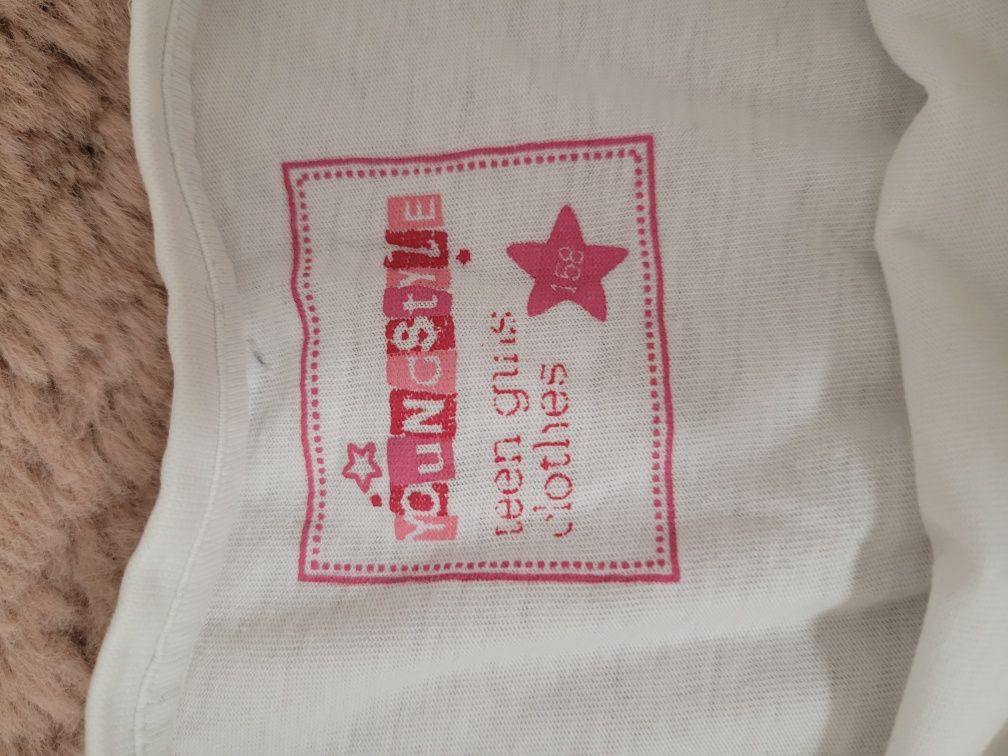 YOUNGStYLE
teen girls
clothes
158